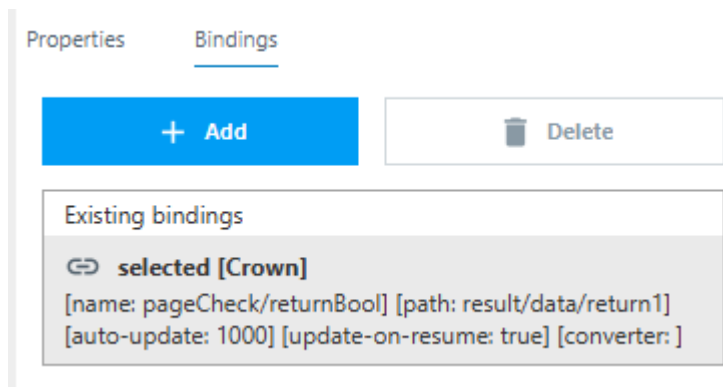 Properties Bindings
+ Add Delete
Existing bindings
selected [Crown]
[name: pageCheck/returnBool] [path: result/data/return1]
[auto-update: 1000] [update-on-resume: true] [converter: ]